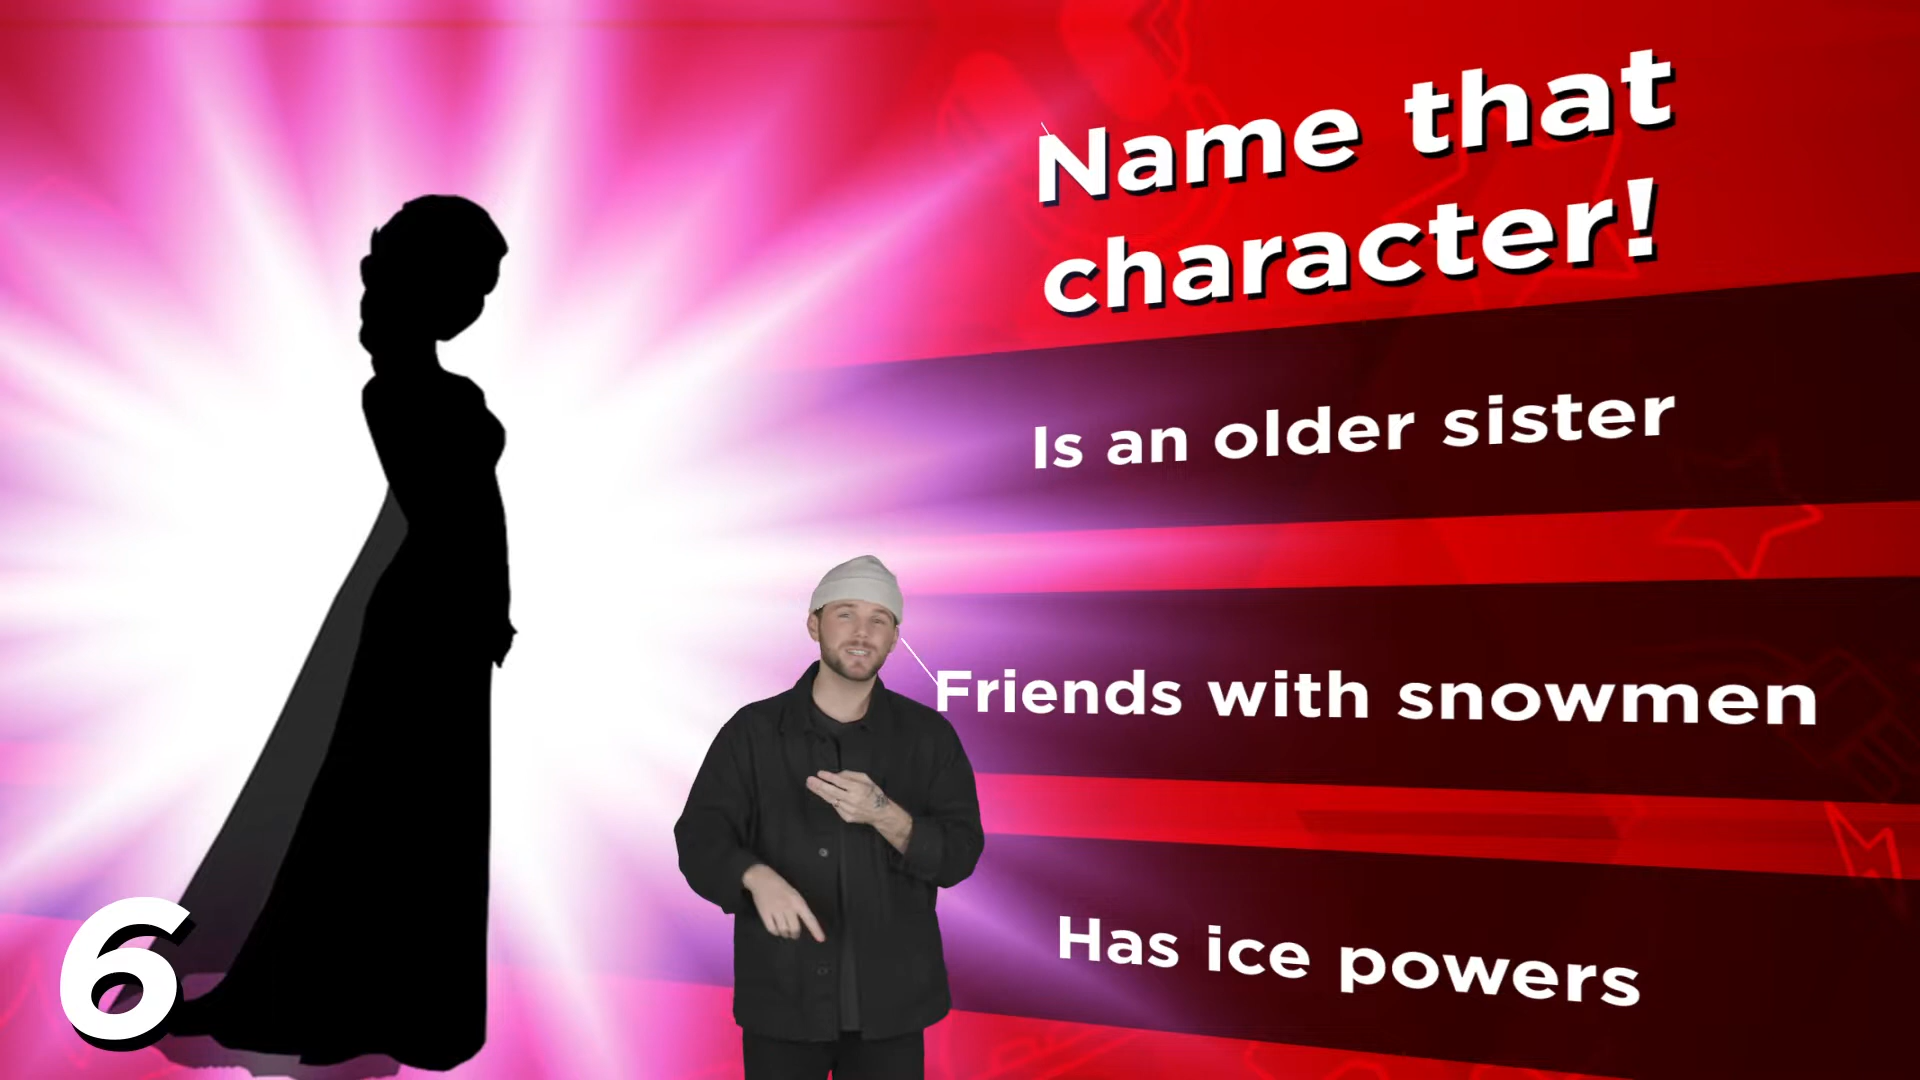 Name that
character!
Is an older sister
Friends with snowmen
Has ice powers
6